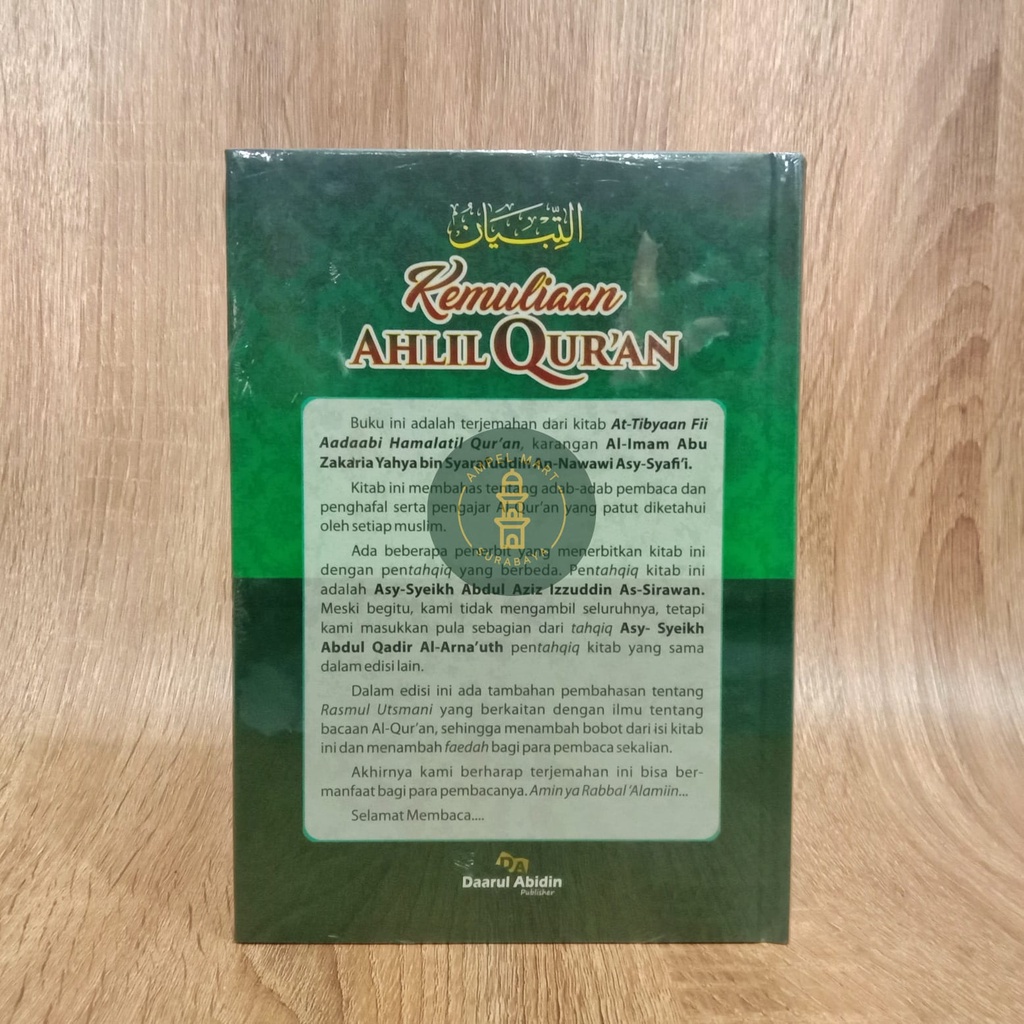 التِّبْيَانُ
Kemuliaan
AHLIL QUR'AN
Buku ini adalah terjemahan dari kitab At-Tibyaan Fii
Aadaabi Hamalatil Qur'an, karangan Al-Imam Abu
Zakaria Yahya bin Syarafuddin An-Nawawi Asy-Syafi'i.
Kitab ini membahas tentang adab-adab pembaca dan
penghafal serta pengajar Al-Qur'an yang patut diketahui
oleh setiap muslim.
Ada beberapa penerbit yang menerbitkan kitab ini
dengan pentahqiq yang berbeda. Pentahqiq kitab ini
adalah Asy-Syeikh Abdul Aziz Izzuddin As-Sirawan.
Meski begitu, kami tidak mengambil seluruhnya, tetapi
kami masukkan pula sebagian dari tahqiq Asy- Syeikh
Abdul Qadir Al-Arna'uth pentahqiq kitab yang sama
dalam edisi lain.
Dalam edisi ini ada tambahan pembahasan tentang
Rasmul Utsmani yang berkaitan dengan ilmu tentang
bacaan Al-Qur'an, sehingga menambah bobot dari isi kitab
ini dan menambah faedah bagi para pembaca sekalian.
Akhirnya kami berharap terjemahan ini bisa ber-
manfaat bagi para pembacanya. Amin ya Rabbal 'Alamiin...
Selamat Membaca....
AMPEL MART
SURABAYA
DA
Daarul Abidin
Publisher